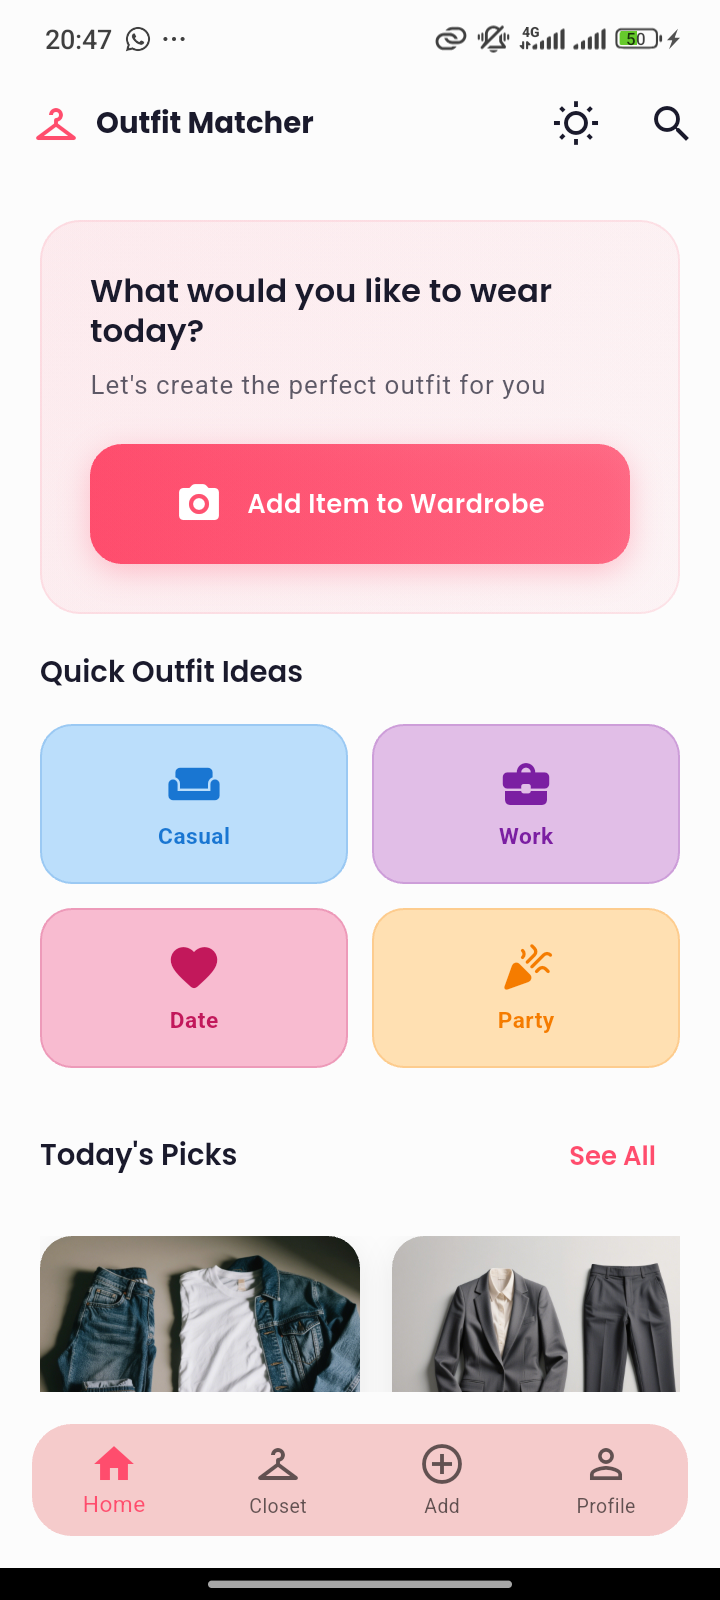 20:47
4G
50
Outfit Matcher
What would you like to wear
today?
Let's create the perfect outfit for you
Add Item to Wardrobe
Quick Outfit Ideas
Casual
Work
Date
Party
Today's Picks
See All
Home
Closet
Add
Profile